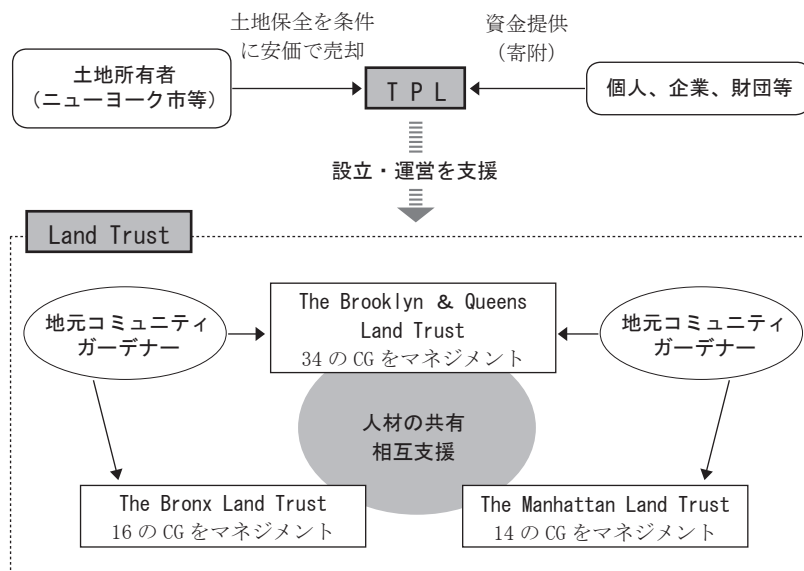 土地保全を条件
に安価で売却
資金提供
（寄附）
土地所有者
（ニューヨーク市等）
TPL
個人、企業、財団等
設立・運営を支援
Land Trust
地元コミュニティ
ガーデナー
The Brooklyn & Queens
Land Trust
34 の CG をマネジメント
地元コミュニティ
ガーデナー
人材の共有
相互支援
The Bronx Land Trust
16 の CG をマネジメント
The Manhattan Land Trust
14 の CG をマネジメント